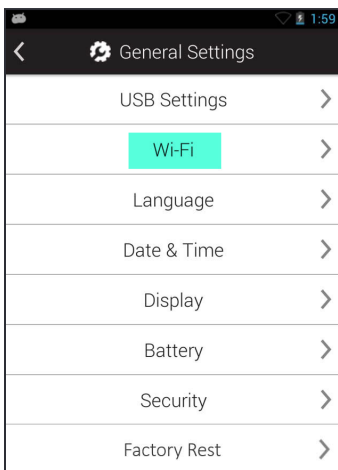 1:59
General Settings
USB Settings
Wi-Fi
Language
Date & Time
Display
Battery
Security
Factory Rest